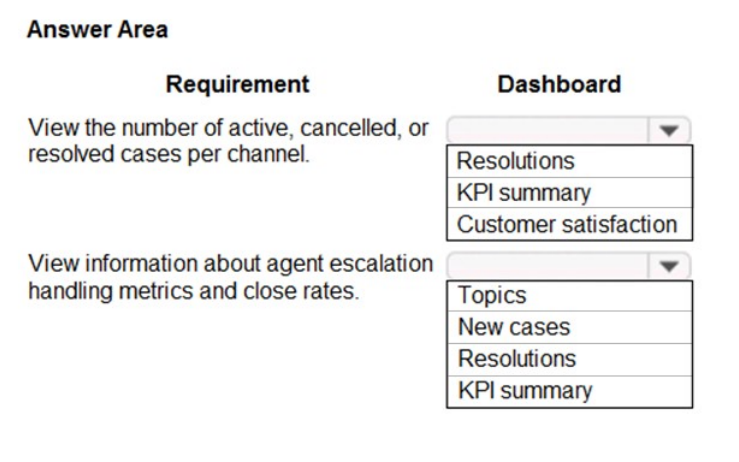 Answer Area
Requirement
Dashboard
View the number of active, cancelled, or
resolved cases per channel.
Resolutions
KPI summary
Customer satisfaction
View information about agent escalation
handling metrics and close rates.
Topics
New cases
Resolutions
KPI summary